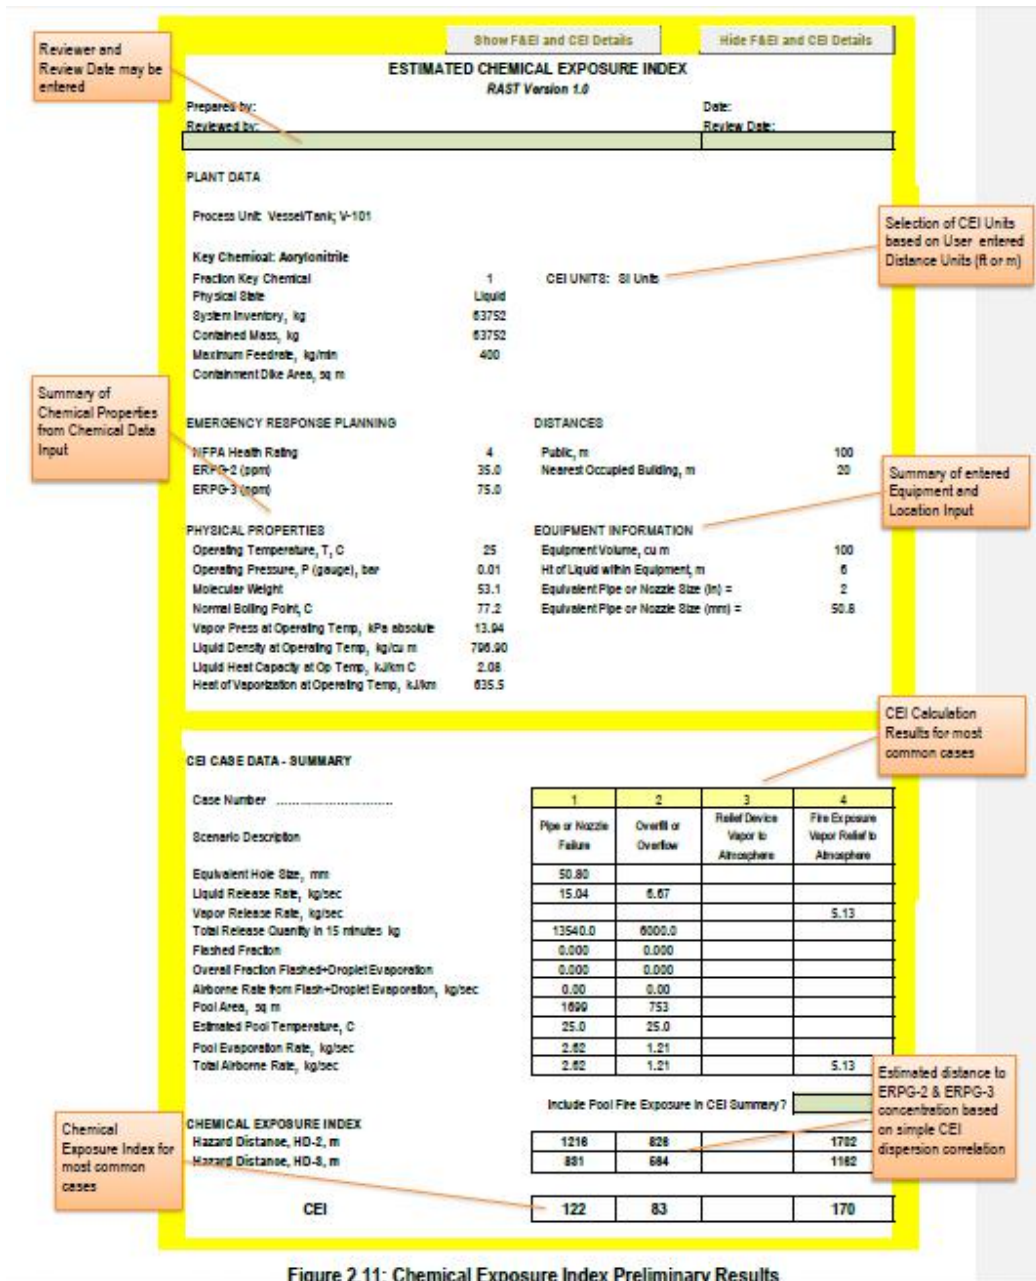 Show F&EI and CEI Details
Hide F&EI and CEI Details
Reviewer and
Review Date may be
entered
ESTIMATED CHEMICAL EXPOSURE INDEX
RAST Version 1.0
Prepared by:
Date:
Reviewed by:
Review Date:
PLANT DATA
Process Unit: Vessel/Tank; V-101
Selection of CEI Units
based on User entered
Distance Units (ft or m)
Key Chemical: Acrylonitrile
Fraction Key Chemical 1 CEI UNITS: SI Units
Physical State Liquid
System Inventory, kg 63752
Contained Mass, kg 63752
Maximum Feedrate, kg/min 400
Containment Dike Area, sq m
Summary of
Chemical Properties
from Chemical Data
Input
EMERGENCY RESPONSE PLANNING
DISTANCES
NFPA Health Rating 4 Public, m 100
ERPG-2 (ppm) 35.0 Nearest Occupied Building, m 20
ERPG-3 (ppm) 75.0
Summary of entered
Equipment and
Location Input
PHYSICAL PROPERTIES
EQUIPMENT INFORMATION
Operating Temperature, T, C 25 Equipment Volume, cu m 100
Operating Pressure, P (gauge), bar 0.01 Ht of Liquid within Equipment, m 6
Molecular Weight 53.1 Equivalent Pipe or Nozzle Size (in) = 2
Normal Boiling Point, C 77.2 Equivalent Pipe or Nozzle Size (mm) = 50.8
Vapor Press at Operating Temp, kPa absolute 13.94
Liquid Density at Operating Temp, kg/cu m 796.90
Liquid Heat Capacity at Op Temp, kJ/km C 2.08
Heat of Vaporization at Operating Temp, kJ/km 635.5
CEI Calculation
Results for most
common cases
CEI CASE DATA - SUMMARY
Case Number ............................. 1 2 3 4
Scenario Description
Pipe or Nozzle
Failure
Overfill or
Overflow
Relief Device
Vapor to
Atmosphere
Fire Exposure
Vapor Relief to
Atmosphere
Equivalent Hole Size, mm 50.80
Liquid Release Rate, kg/sec 15.04 6.67
Vapor Release Rate, kg/sec 5.13
Total Release Quantity in 15 minutes kg 13540.0 6000.0
Flashed Fraction 0.000 0.000
Overall Fraction Flashed+Droplet Evaporation 0.000 0.000
Airborne Rate from Flash+Droplet Evaporation, kg/sec 0.00 0.00
Pool Area, sq m 1699 753
Estimated Pool Temperature, C 25.0 25.0
Pool Evaporation Rate, kg/sec 2.62 1.21
Total Airborne Rate, kg/sec 2.62 1.21 5.13
Include Pool Fire Exposure in CEI Summary?
Estimated distance to
ERPG-2 & ERPG-3
concentration based
on simple CEI
dispersion correlation
Chemical
Exposure Index for
most common
cases
CHEMICAL EXPOSURE INDEX
Hazard Distance, HD-2, m 1216 826 1702
Hazard Distance, HD-3, m 831 564 1162
CEI 122 83 170
Figure 2.11: Chemical Exposure Index Preliminary Results